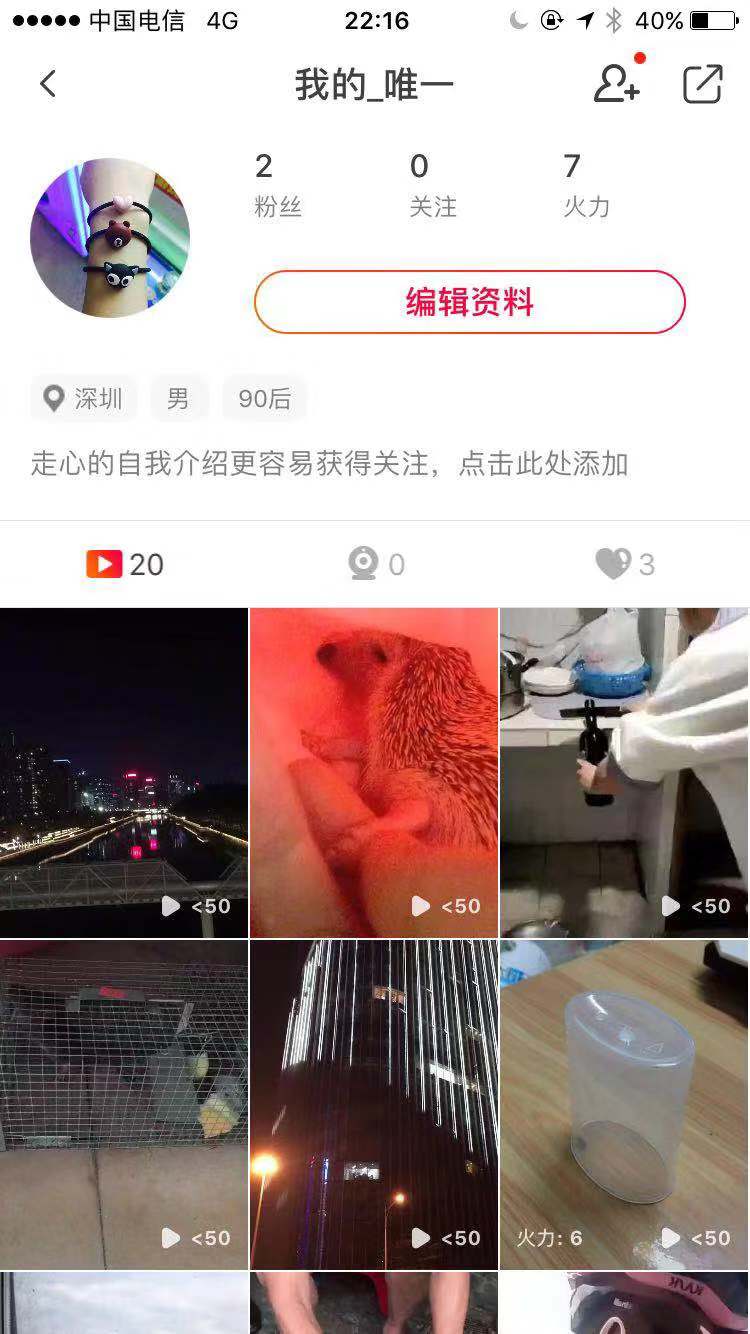 中国电信 4G 22:16 40%
我的_唯一
2 0 7
粉丝 关注 火力
编辑资料
深圳 男 90后
走心的自我介绍更容易获得关注，点击此处添加
20 0 3
<50 <50 <50
<50 <50 火力: 6 <50
KVVK